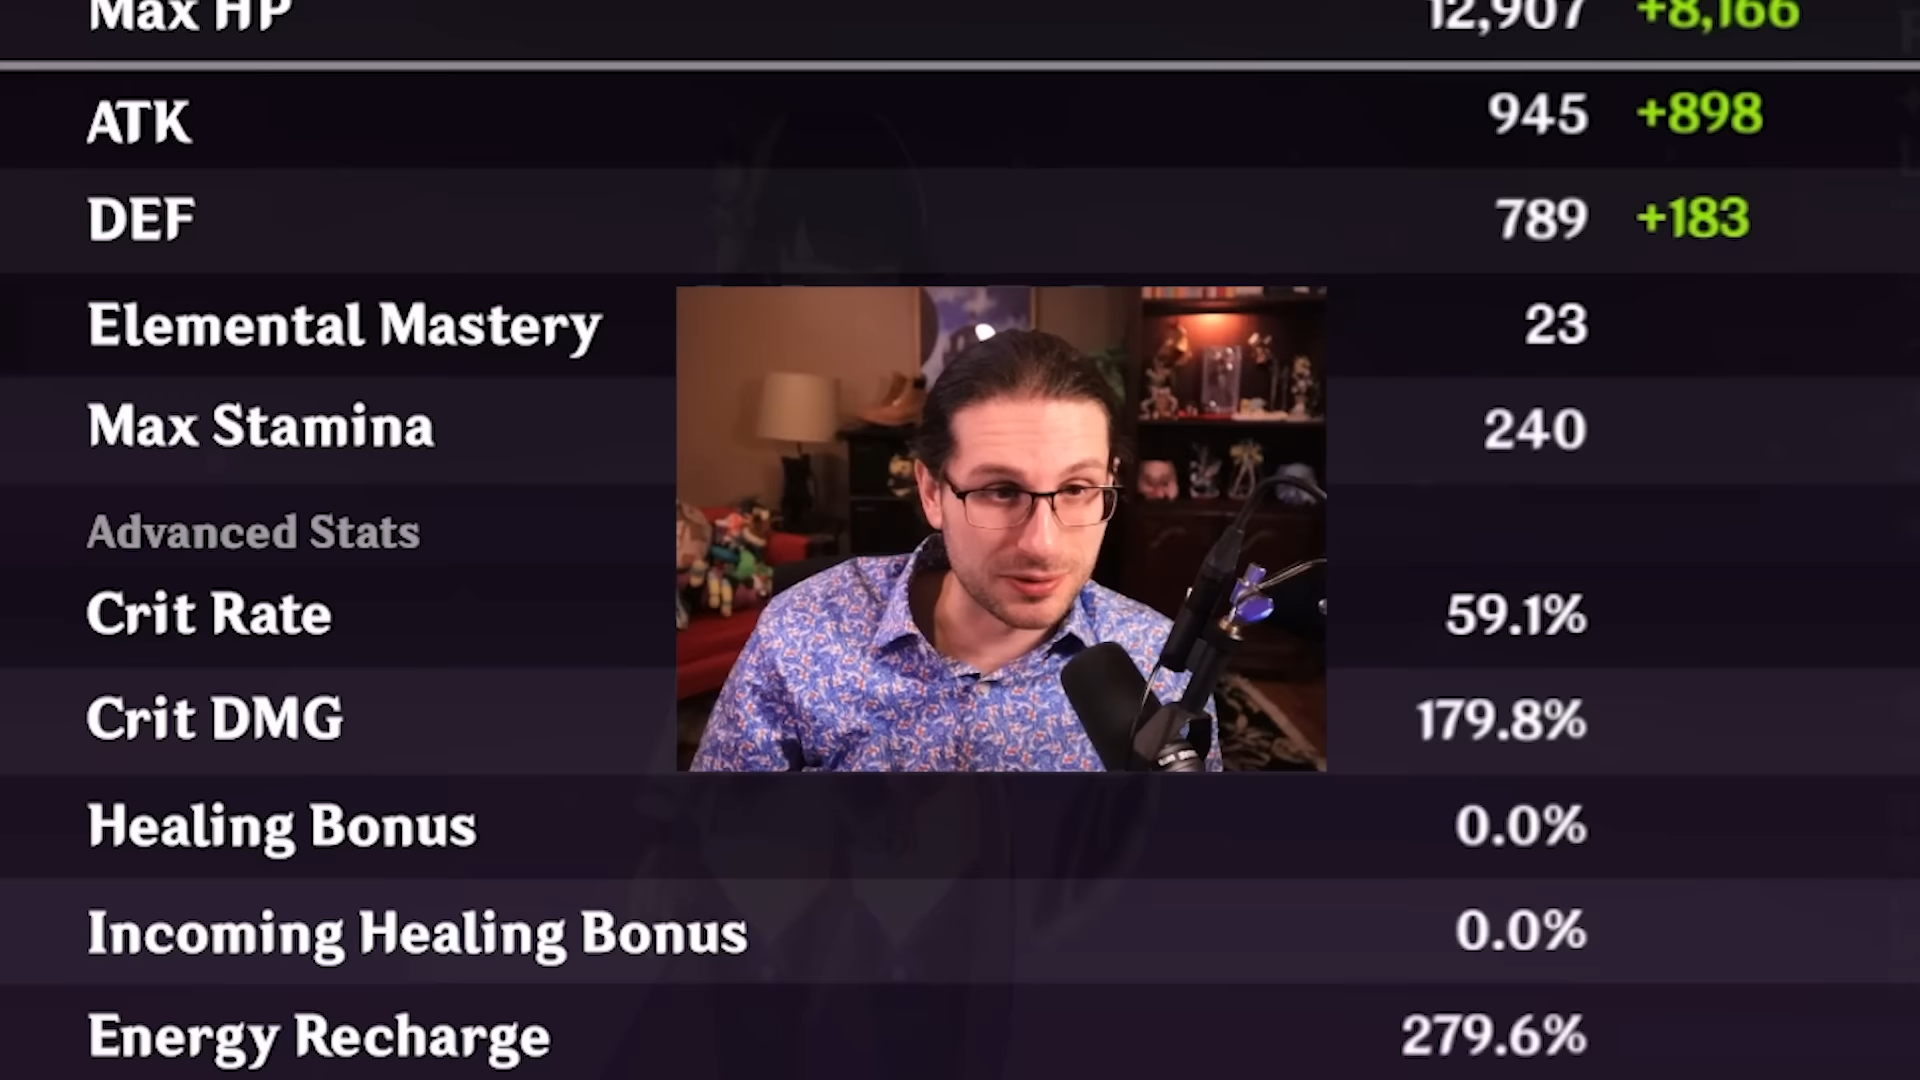 Max HP 12,907 +8,166
ATK 945 +898
DEF 789 +183
Elemental Mastery 23
Max Stamina 240
Advanced Stats
Crit Rate 59.1%
Crit DMG 179.8%
Healing Bonus 0.0%
Incoming Healing Bonus 0.0%
Energy Recharge 279.6%